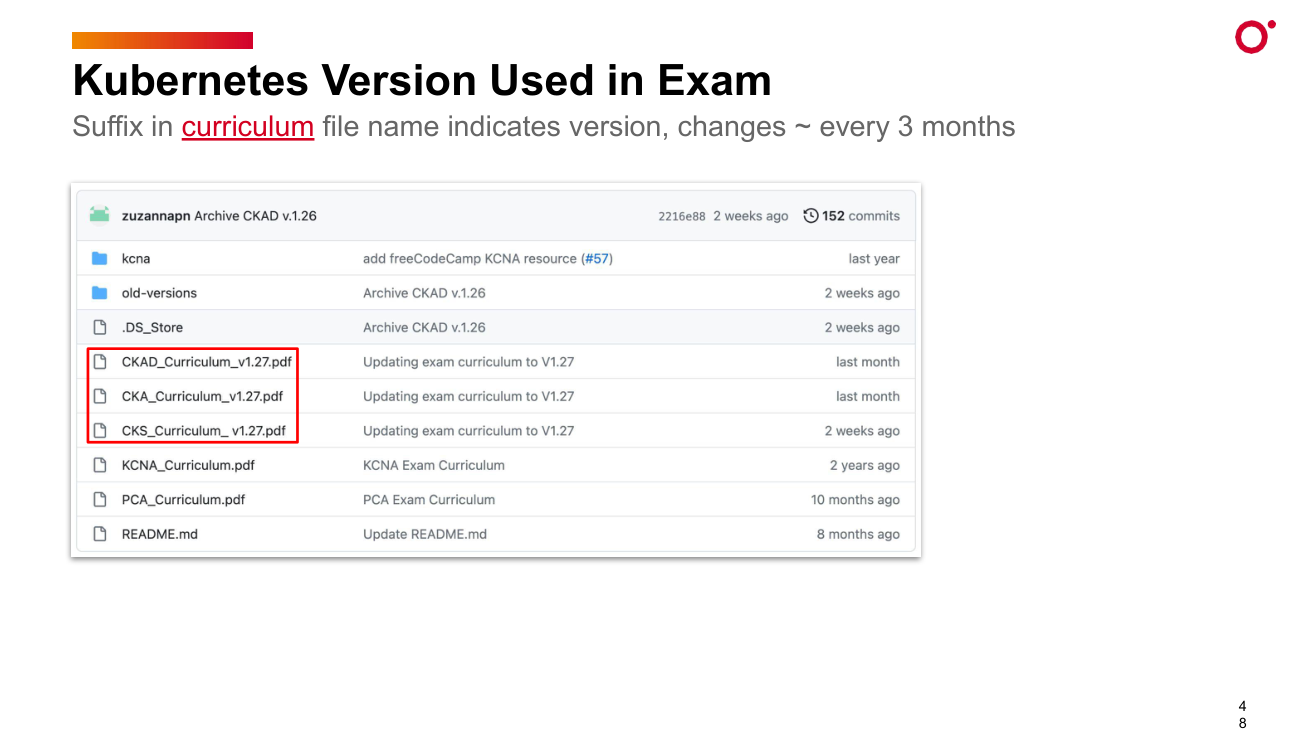 Kubernetes Version Used in Exam
Suffix in curriculum file name indicates version, changes ~ every 3 months
zuzannapn Archive CKAD v.1.26 2216e88 2 weeks ago 152 commits
kcna add freeCodeCamp KCNA resource (#57) last year
old-versions Archive CKAD v.1.26 2 weeks ago
.DS_Store Archive CKAD v.1.26 2 weeks ago
CKAD_Curriculum_v1.27.pdf Updating exam curriculum to V1.27 last month
CKA_Curriculum_v1.27.pdf Updating exam curriculum to V1.27 last month
CKS_Curriculum_ v1.27.pdf Updating exam curriculum to V1.27 2 weeks ago
KCNA_Curriculum.pdf KCNA Exam Curriculum 2 years ago
PCA_Curriculum.pdf PCA Exam Curriculum 10 months ago
README.md Update README.md 8 months ago
4
8